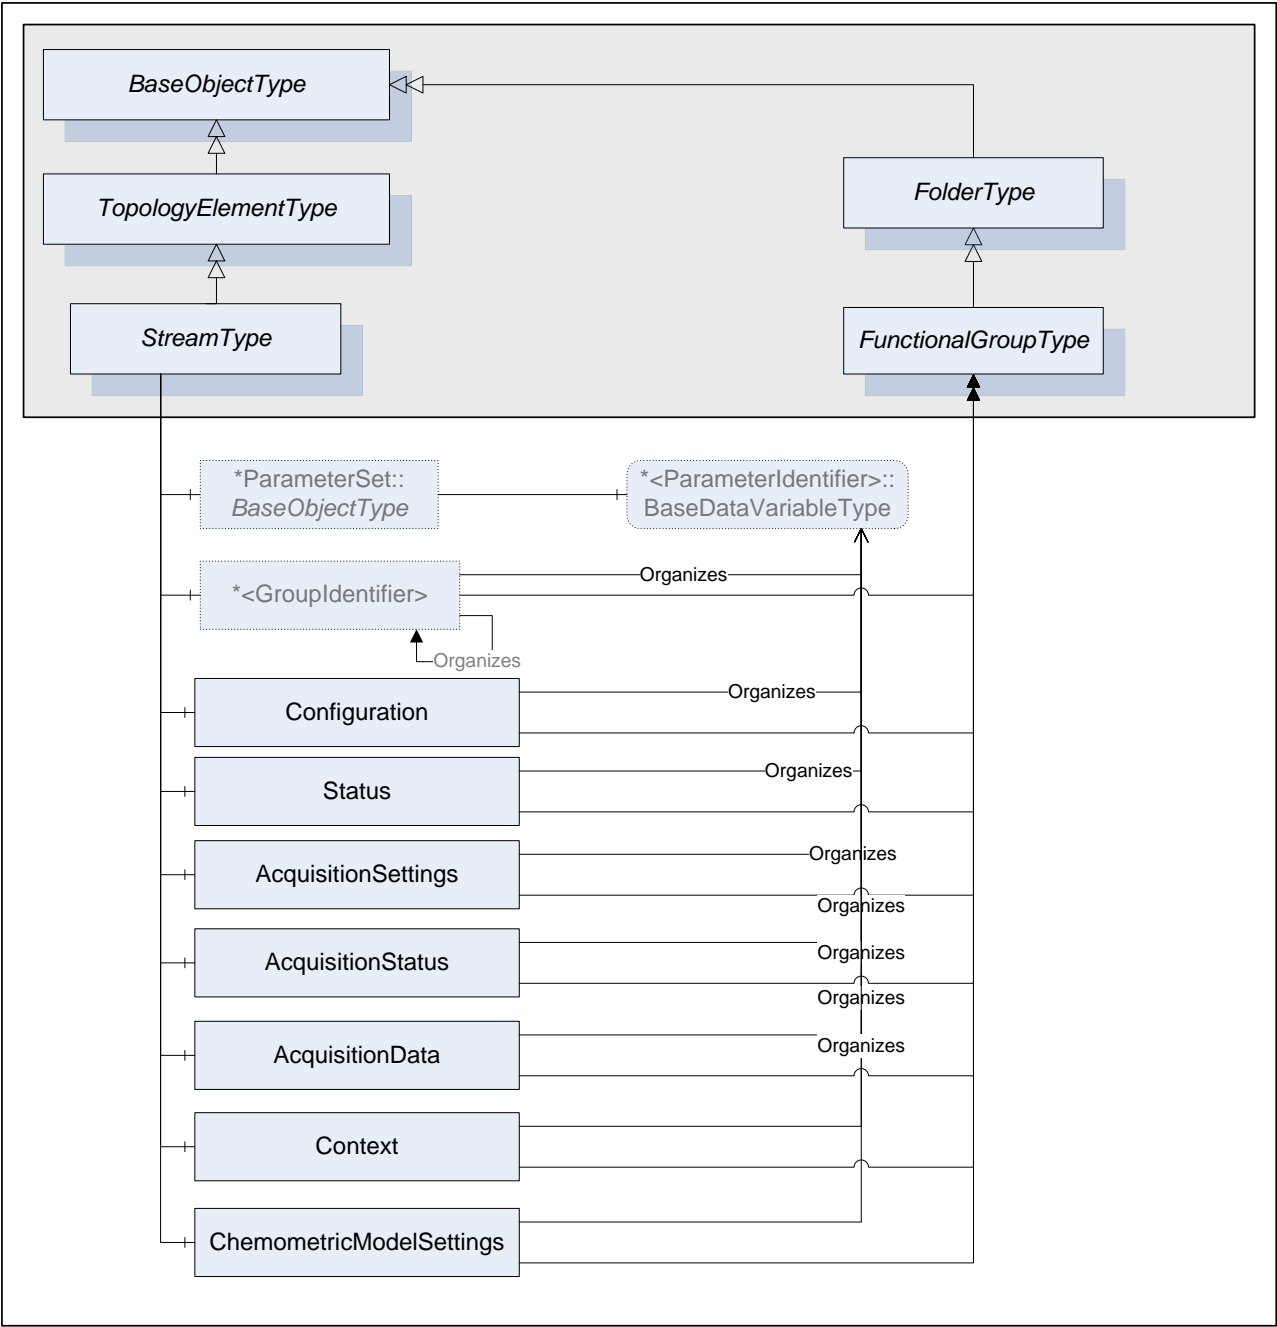 BaseObjectType
TopologyElementType
FolderType
StreamType
FunctionalGroupType
*ParameterSet::
BaseObjectType
*<ParameterIdentifier>::
BaseDataVariableType
*<GroupIdentifier>
Organizes
Organizes
Configuration
Organizes
Status
Organizes
AcquisitionSettings
Organizes
Organizes
AcquisitionStatus
Organizes
Organizes
AcquisitionData
Organizes
Context
ChemometricModelSettings